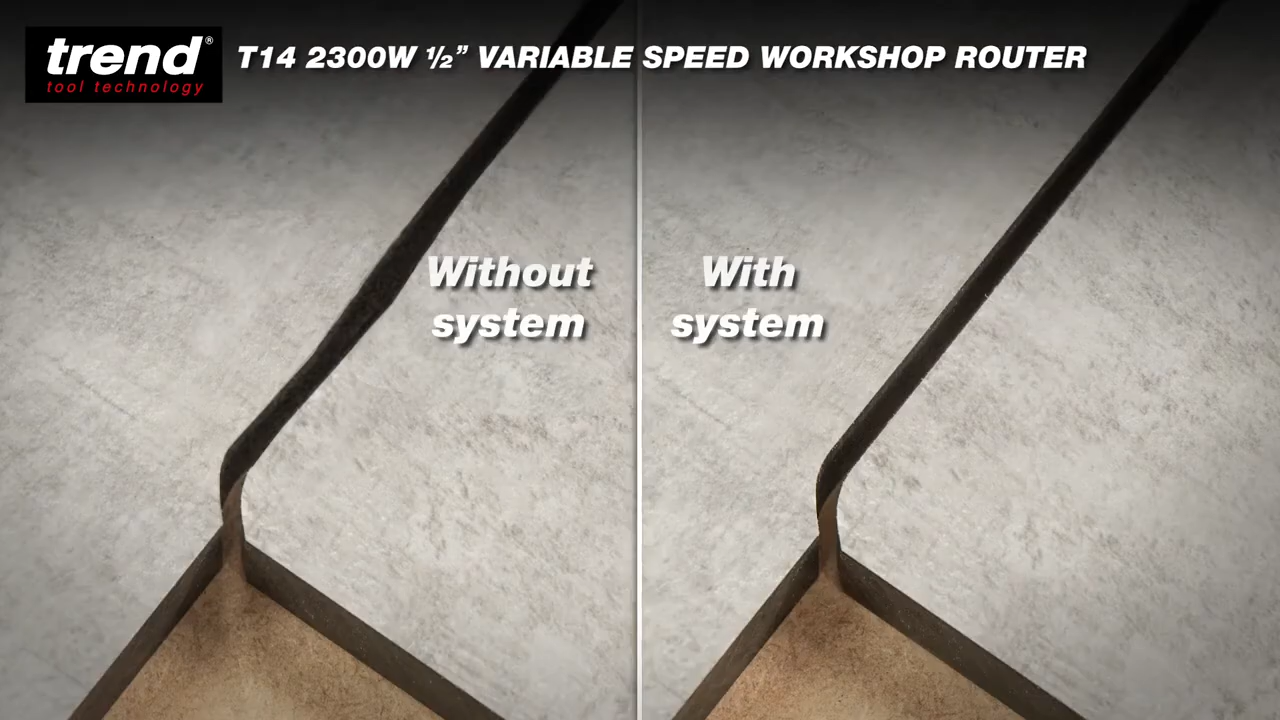 trend®
tool technology
T14 2300W ½” VARIABLE SPEED WORKSHOP ROUTER
Without
system
With
system